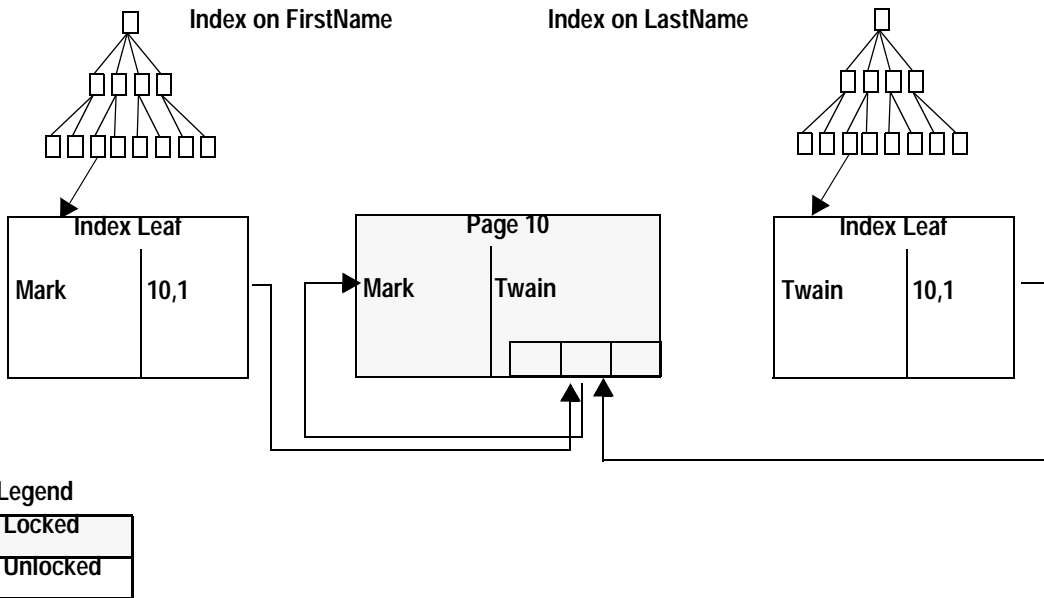 Index on FirstName
Index on LastName
Index Leaf
Mark 10,1
Page 10
Mark Twain
Index Leaf
Twain 10,1
Legend
Locked
Unlocked